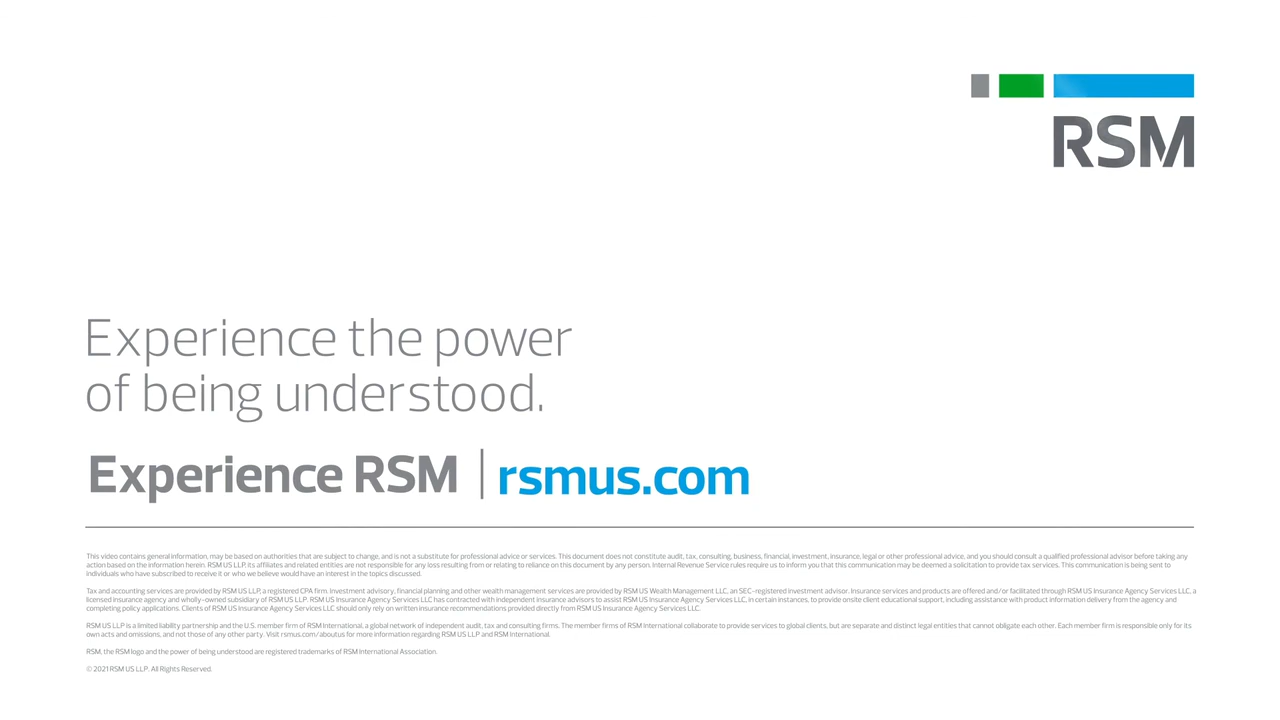 RSM
Experience the power
of being understood.
Experience RSM | rsmus.com
This video contains general information, may be based on authorities that are subject to change, and is not a substitute for professional advice or services. This document does not constitute audit, tax, consulting, business, financial, investment, insurance, legal or other professional advice, and you should consult a qualified professional advisor before taking any
action based on the information herein. RSM US LLP, its affiliates and related entities are not responsible for any loss resulting from or relating to reliance on this document by any person. Internal Revenue Service rules require us to inform you that this communication may be deemed a solicitation to provide tax services. This communication is being sent to
individuals who have subscribed to receive it or who we believe would have an interest in the topics discussed.
Tax and accounting services are provided by RSM US LLP, a registered CPA firm. Investment advisory, financial planning and other wealth management services are provided by RSM US Wealth Management LLC, an SEC-registered investment advisor. Insurance services and products are offered and/or facilitated through RSM US Insurance Agency Services LLC, a
licensed insurance agency and wholly-owned subsidiary of RSM US LLP. RSM US Insurance Agency Services LLC has contracted with independent insurance advisors to assist RSM US Insurance Agency Services LLC, in certain instances, to provide onsite client educational support, including assistance with product information delivery from the agency and
completing policy applications. Clients of RSM US Insurance Agency Services LLC should only rely on written insurance recommendations provided directly from RSM US Insurance Agency Services LLC.
RSM US LLP is a limited liability partnership and the U.S. member firm of RSM International, a global network of independent audit, tax and consulting firms. The member firms of RSM International collaborate to provide services to global clients, but are separate and distinct legal entities that cannot obligate each other. Each member firm is responsible only for its
own acts and omissions, and not those of any other party. Visit rsmus.com/aboutus for more information regarding RSM US LLP and RSM International.
RSM, the RSM logo and the power of being understood are registered trademarks of RSM International Association.
© 2021 RSM US LLP. All Rights Reserved.